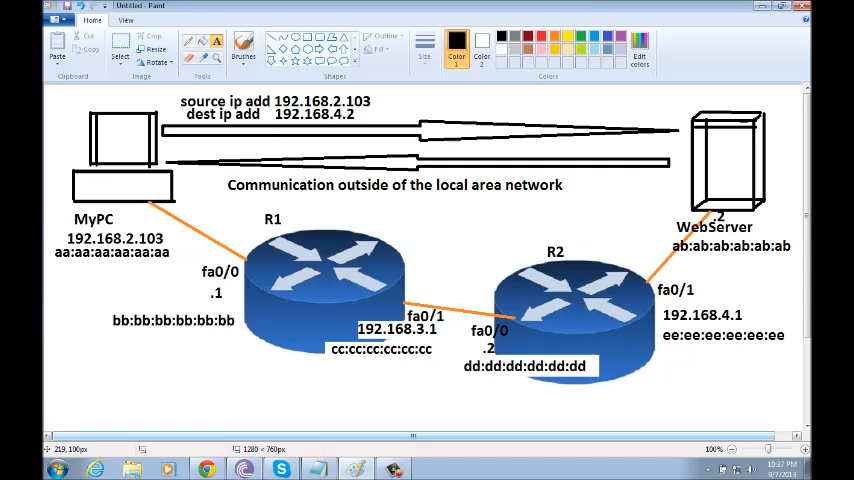 Untitled - Paint
Home
View
Paste
Cut
Copy
Clipboard
Select
Crop
Resize
Rotate
Image
A
Tools
Brushes
Outline
Fill
Shapes
Size
Color
1
Color
2
Edit
colors
Colors
source ip add 192.168.2.103
dest ip add 192.168.4.2
Communication outside of the local area network
MyPC
192.168.2.103
aa:aa:aa:aa:aa:aa
R1
fa0/0
.1
bb:bb:bb:bb:bb:bb
fa0/1
192.168.3.1
cc:cc:cc:cc:cc:cc
R2
fa0/0
.2
dd:dd:dd:dd:dd:dd
.2
WebServer
ab:ab:ab:ab:ab:ab
fa0/1
192.168.4.1
ee:ee:ee:ee:ee:ee
219, 100px
1280 × 760px
100%
10:37 PM
9/7/2013